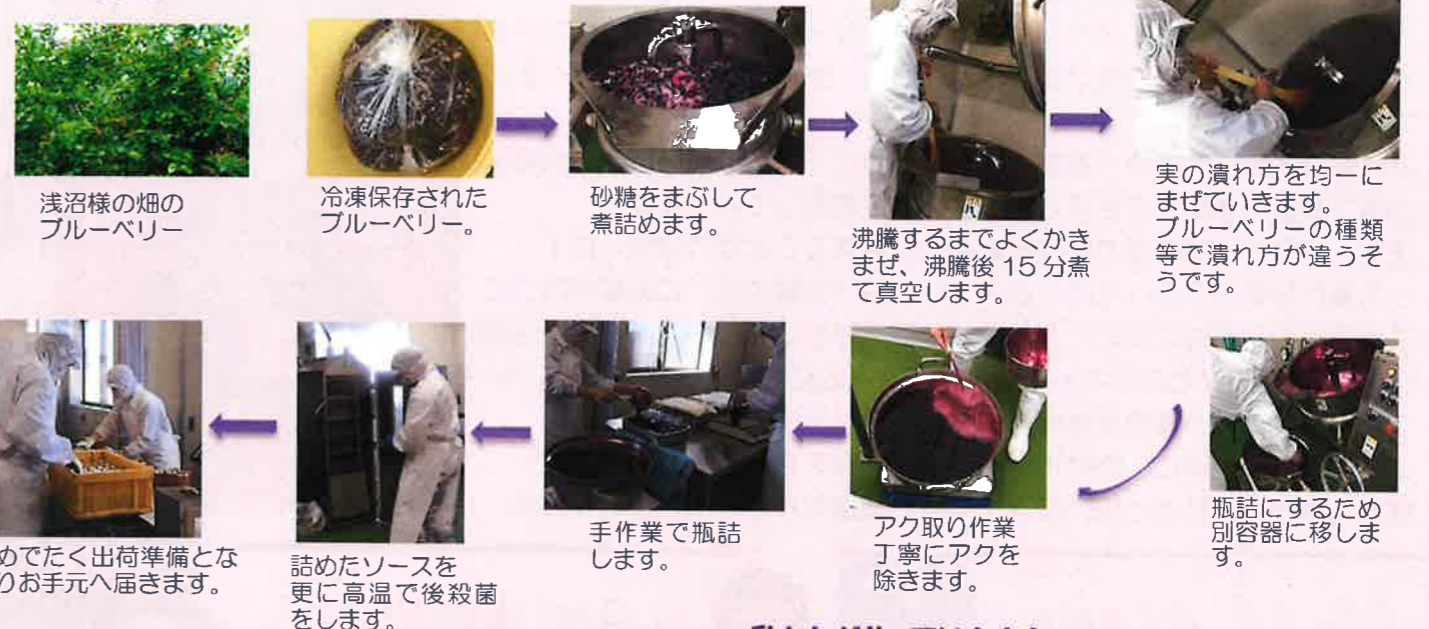 浅沼様の畑の
ブルーベリー
冷凍保存された
ブルーベリー。
砂糖をまぶして
煮詰めます。
沸騰するまでよくかき
まぜ、沸騰後 15 分煮
て真空します。
実の潰れ方を均一に
まぜていきます。
ブルーベリーの種類
等で潰れ方が違うそ
うです。
瓶詰にするため
別容器に移しま
す。
アク取り作業
丁寧にアクを
除きます。
手作業で瓶詰
します。
詰めたソースを
更に高温で後殺菌
をします。
めでたく出荷準備とな
りお手元へ届きます。